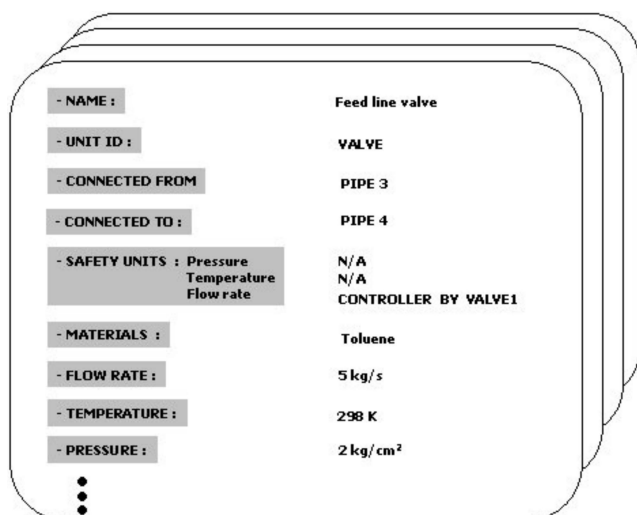 - NAME : Feed line valve
- UNIT ID : VALVE
- CONNECTED FROM PIPE 3
- CONNECTED TO : PIPE 4
- SAFETY UNITS : Pressure N/A
Temperature N/A
Flow rate CONTROLLER BY VALVE1
- MATERIALS : Toluene
- FLOW RATE : 5 kg/s
- TEMPERATURE : 298 K
- PRESSURE : 2 kg/cm²